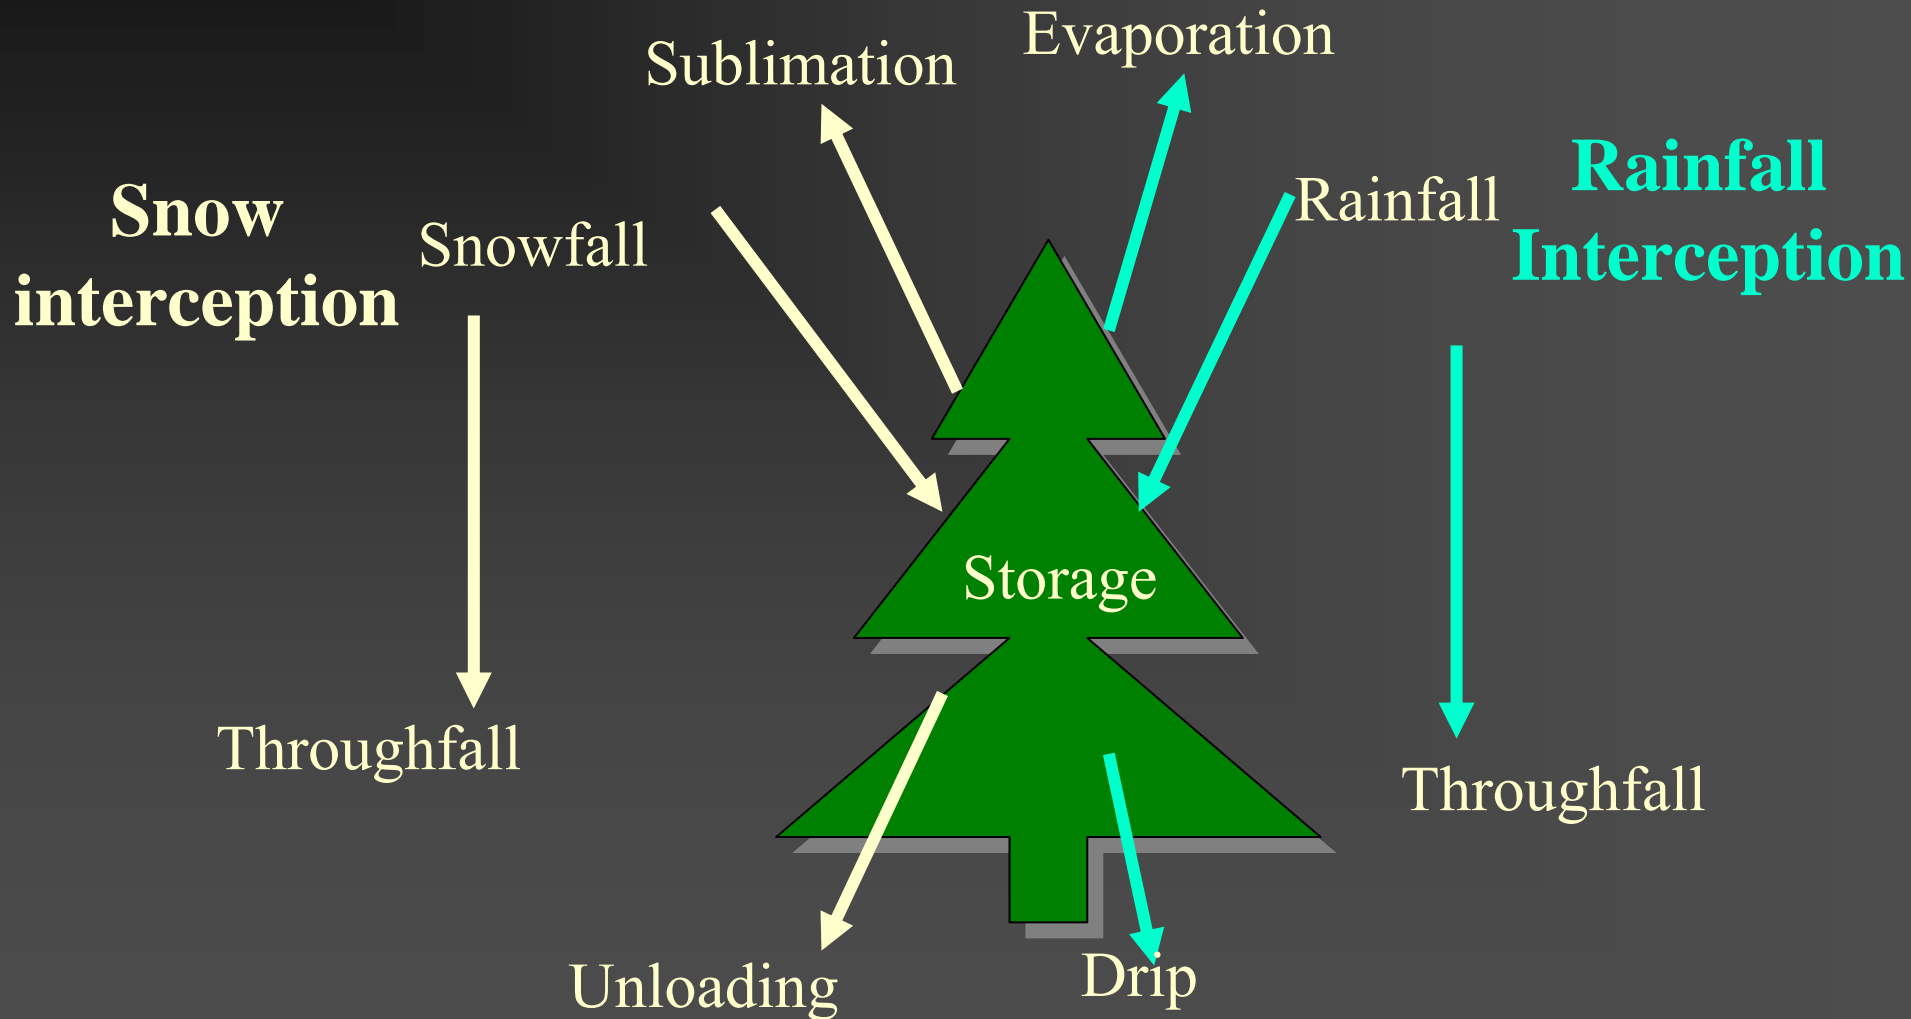 Evaporation
Sublimation
Rainfall
Interception
Snow
interception
Snowfall
Rainfall
Storage
Throughfall
Throughfall
Unloading
Drip